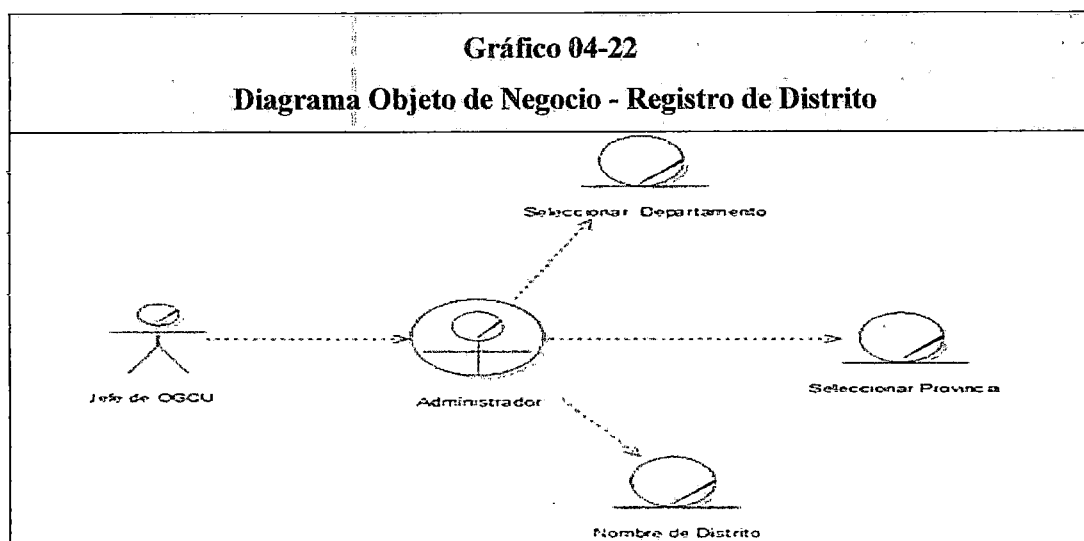 Gráfico 04-22
Diagrama Objeto de Negocio - Registro de Distrito
Seleccionar Departamento
Jefe de OGCU
Administrador
Seleccionar Provincia
Nombre de Distrito